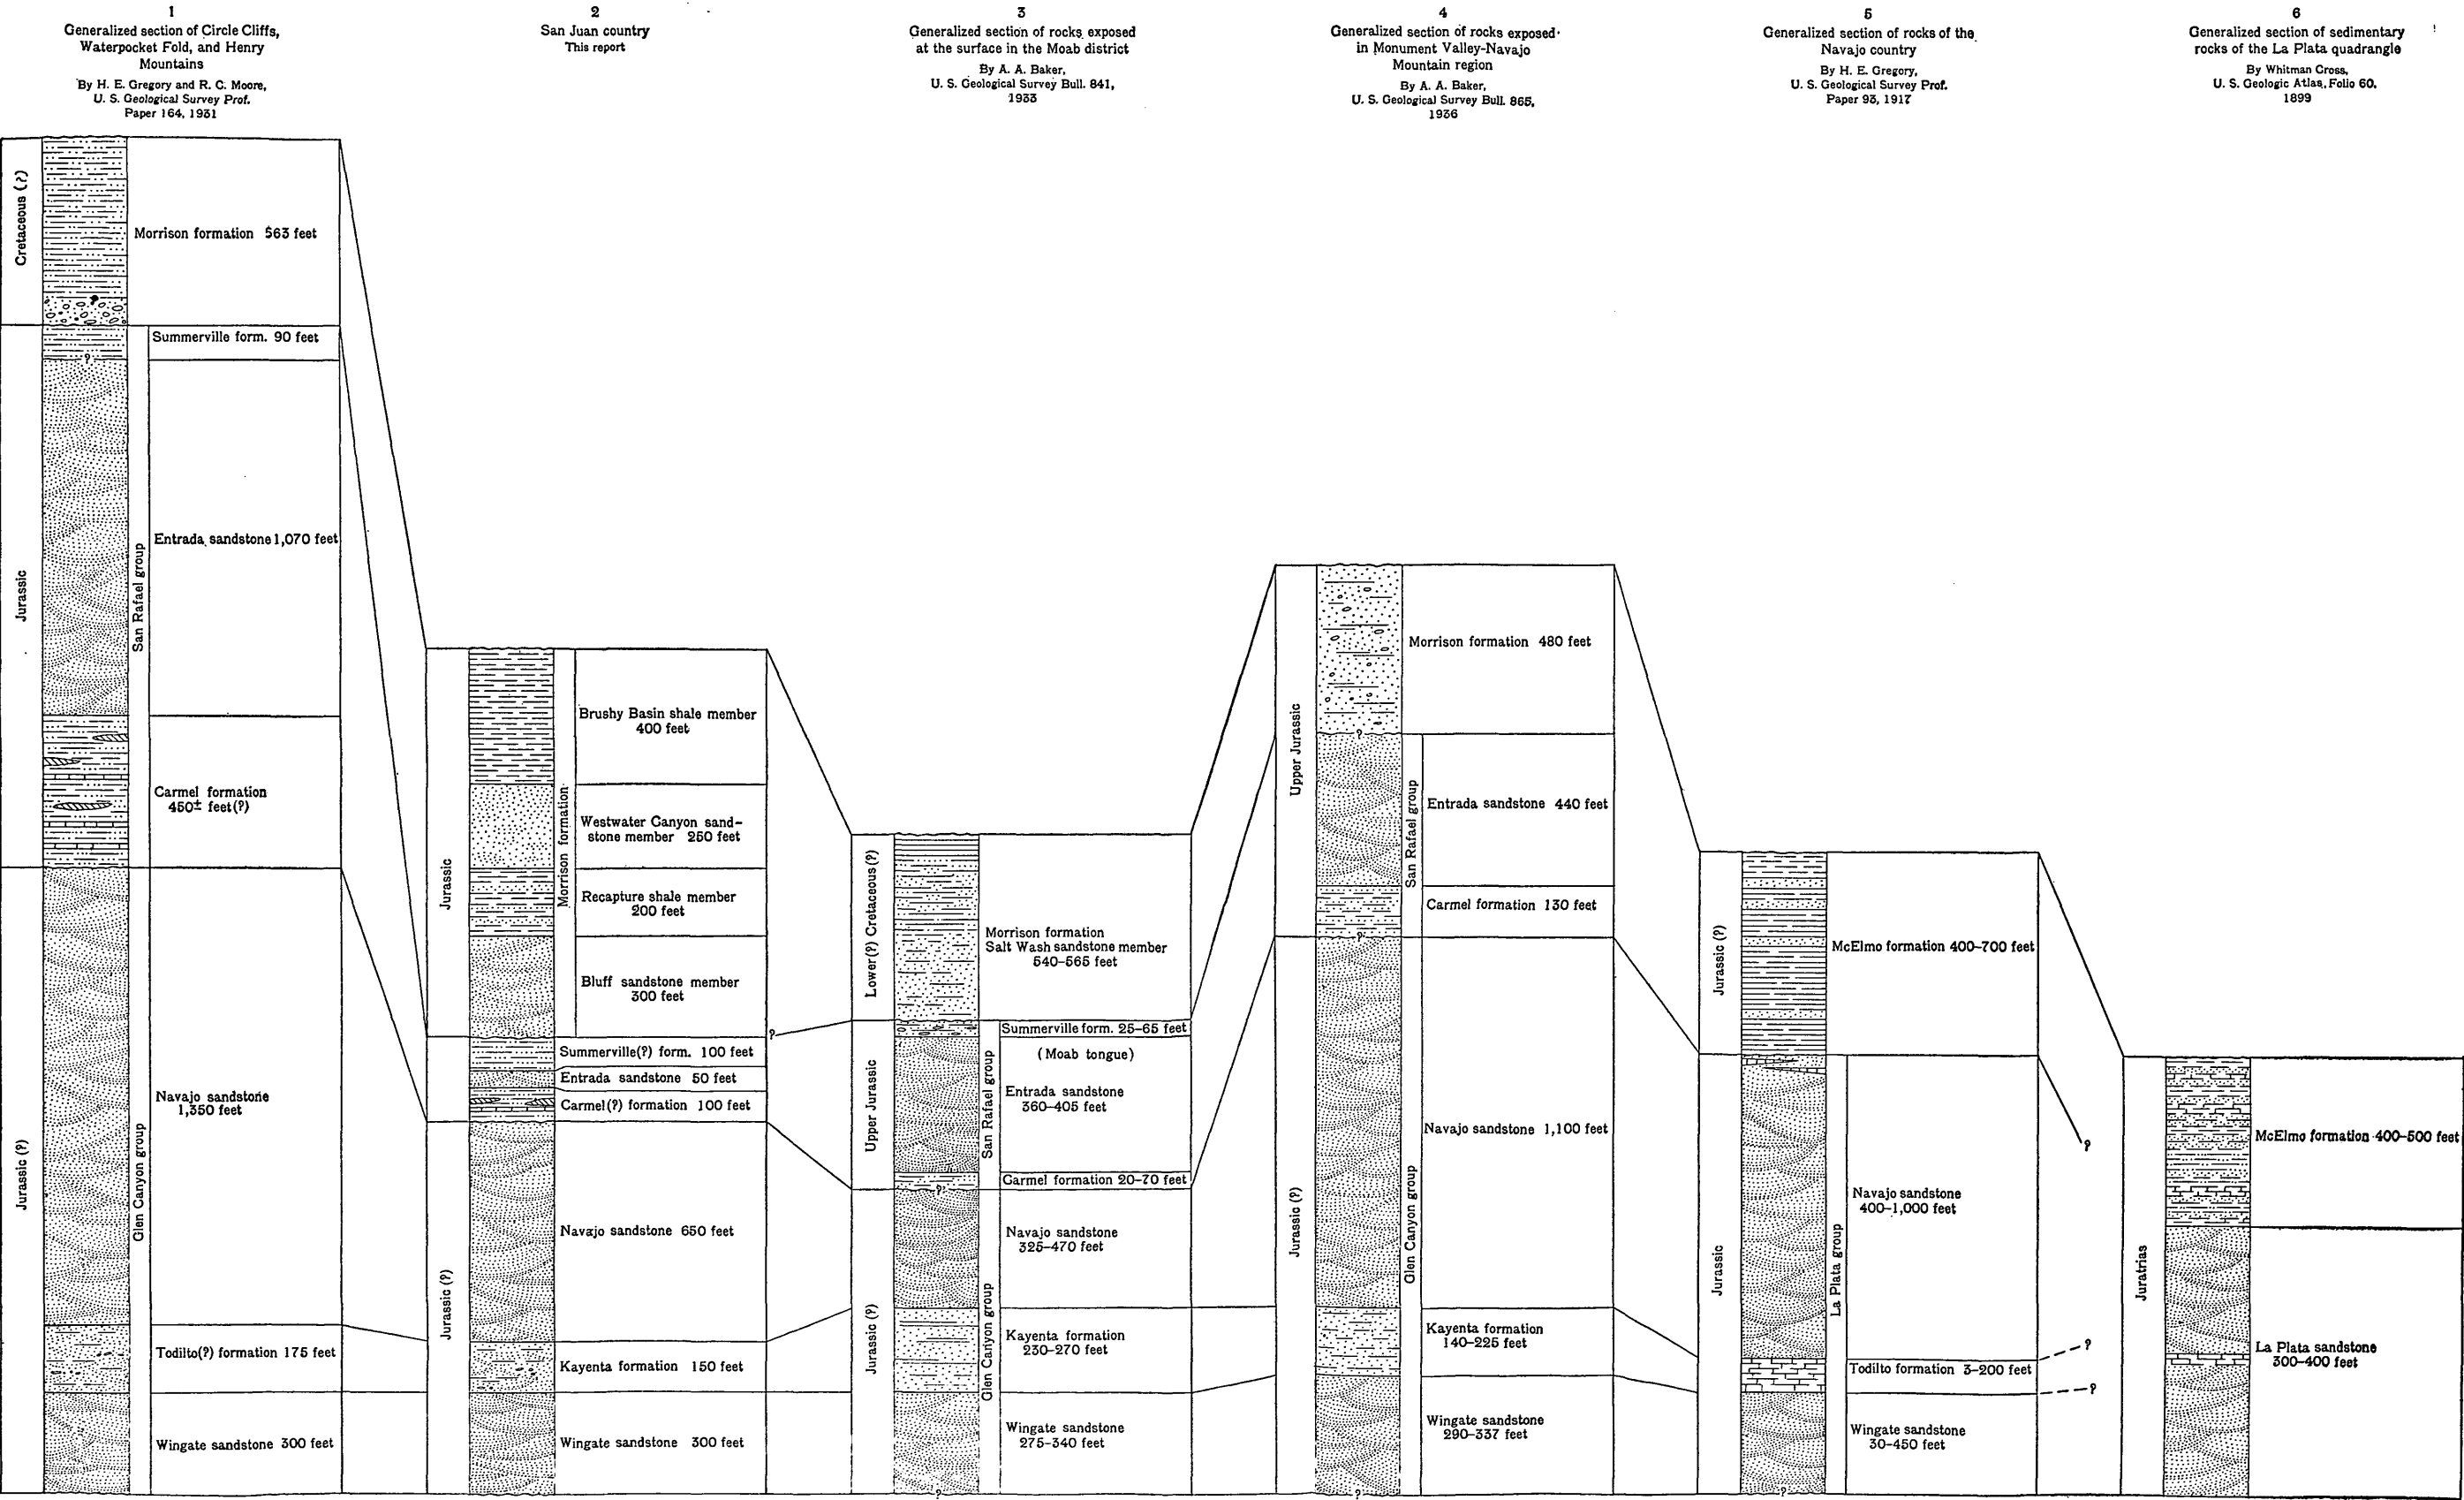 1
Generalized section of Circle Cliffs,
Waterpocket Fold, and Henry
Mountains
By H. E. Gregory and R. C. Moore,
U. S. Geological Survey Prof.
Paper 164, 1931
Cretaceous (?)
Jurassic
Jurassic (?)
San Rafael group
Glen Canyon group
Morrison formation 563 feet
Summerville form. 90 feet
?
Entrada sandstone 1,070 feet
Carmel formation
450± feet(?)
Navajo sandstone
1,350 feet
Todilto(?) formation 175 feet
Wingate sandstone 300 feet
2
San Juan country
This report
Jurassic
Jurassic (?)
Morrison formation
Brushy Basin shale member
400 feet
Westwater Canyon sand-
stone member 250 feet
Recapture shale member
200 feet
Bluff sandstone member
300 feet
?
Summerville(?) form. 100 feet
Entrada sandstone 50 feet
Carmel(?) formation 100 feet
Navajo sandstone 650 feet
Kayenta formation 150 feet
Wingate sandstone 300 feet
3
Generalized section of rocks exposed
at the surface in the Moab district
By A. A. Baker,
U. S. Geological Survey Bull. 841,
1933
Lower(?) Cretaceous(?)
Upper Jurassic
Jurassic (?)
San Rafael group
Glen Canyon group
Morrison formation
Salt Wash sandstone member
540-565 feet
Summerville form. 25-65 feet
(Moab tongue)
Entrada sandstone
360-405 feet
Carmel formation 20-70 feet
?
Navajo sandstone
325-470 feet
Kayenta formation
230-270 feet
Wingate sandstone
275-340 feet
?
4
Generalized section of rocks exposed
in Monument Valley-Navajo
Mountain region
By A. A. Baker,
U. S. Geological Survey Bull. 865,
1936
Upper Jurassic
Jurassic (?)
San Rafael group
Glen Canyon group
Morrison formation 480 feet
?
Entrada sandstone 440 feet
Carmel formation 130 feet
?
Navajo sandstone 1,100 feet
Kayenta formation
140-225 feet
Wingate sandstone
290-337 feet
?
5
Generalized section of rocks of the
Navajo country
By H. E. Gregory,
U. S. Geological Survey Prof.
Paper 93, 1917
Jurassic (?)
Jurassic
La Plata group
McElmo formation 400-700 feet
?
Navajo sandstone
400-1,000 feet
?
Todilto formation 3-200 feet
?
Wingate sandstone
30-450 feet
?
6
Generalized section of sedimentary
rocks of the La Plata quadrangle
By Whitman Cross,
U. S. Geologic Atlas, Folio 60.
1899
Juratrias
McElmo formation 400-500 feet
La Plata sandstone
300-400 feet